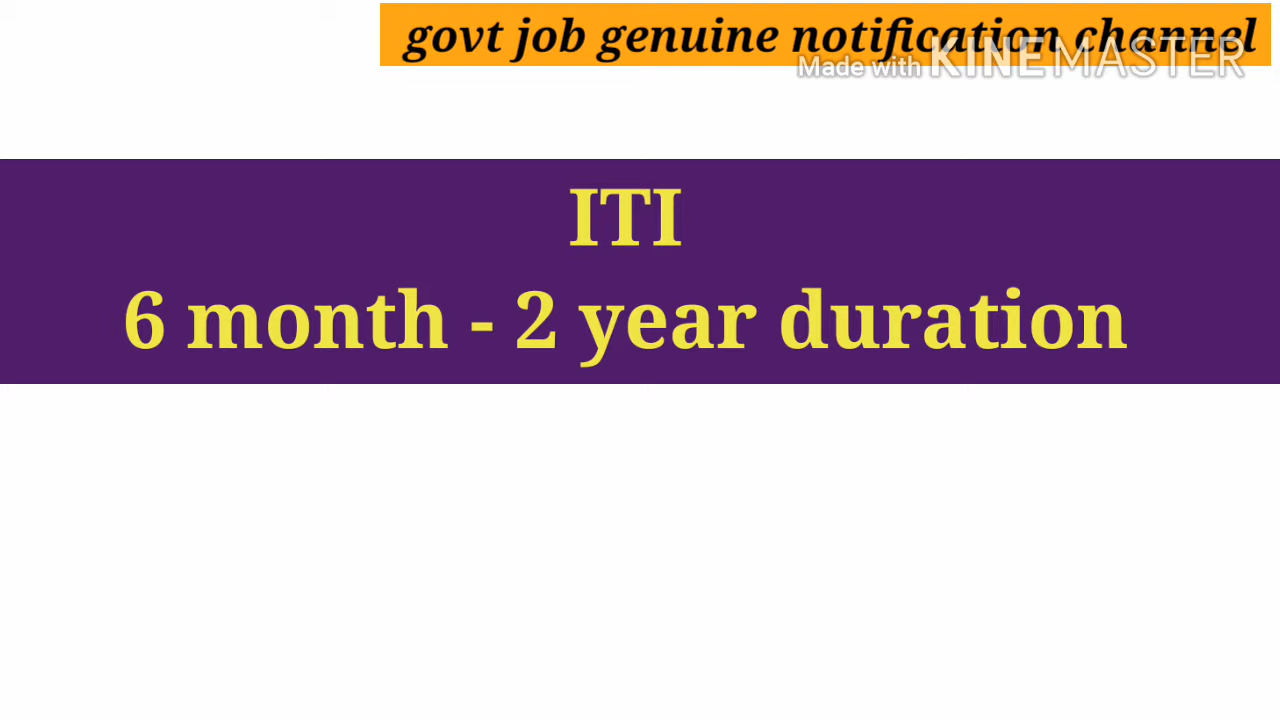 govt job genuine notification channel
Made with KINEMASTER
ITI
6 month - 2 year duration